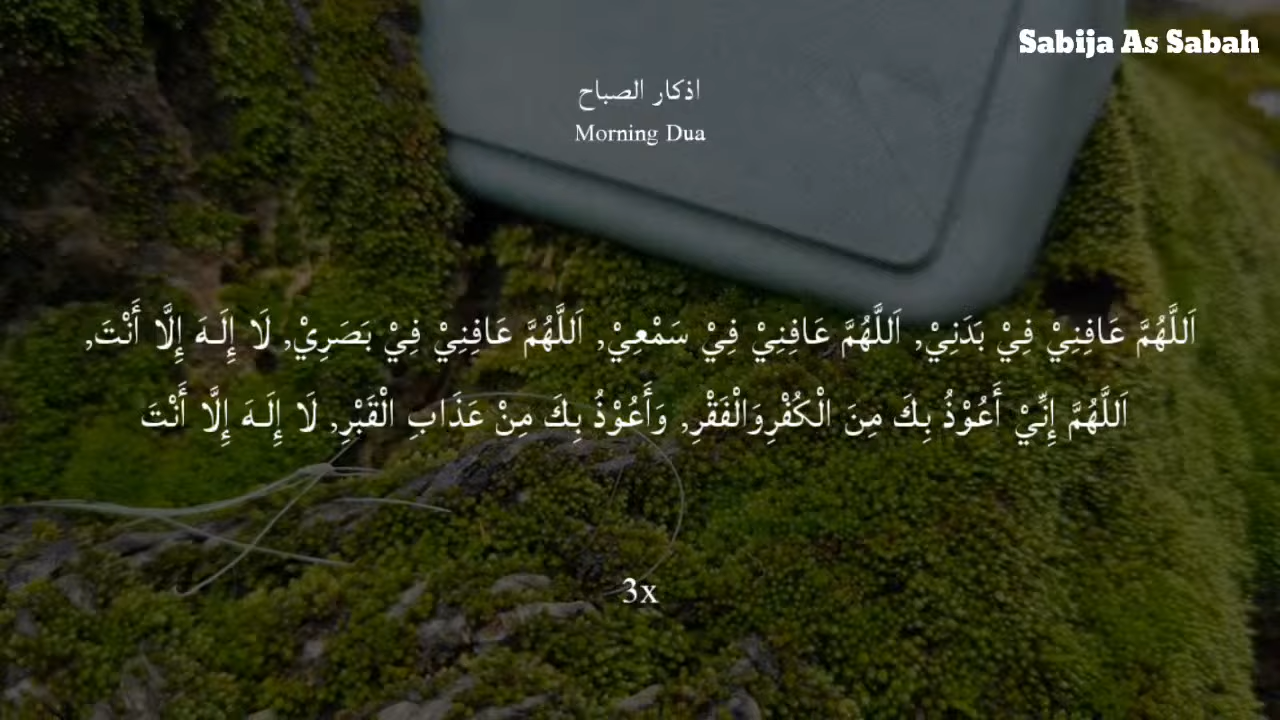 Sabija As Sabah
اذكار الصباح
Morning Dua
اَللَّهُمَّ عَافِنِيْ فِيْ بَدَنِيْ, اَللَّهُمَّ عَافِنِيْ فِيْ سَمْعِيْ, اَللَّهُمَّ عَافِنِيْ فِيْ بَصَرِيْ, لَا إِلَـهَ إِلَّا أَنْتَ,
اَللَّهُمَّ إِنِّيْ أَعُوْذُ بِكَ مِنَ الْكُفْرِوَالْفَقْرِ, وَأَعُوْذُ بِكَ مِنْ عَذَابِ الْقَبْرِ, لَا إِلَـهَ إِلَّا أَنْتَ
3x